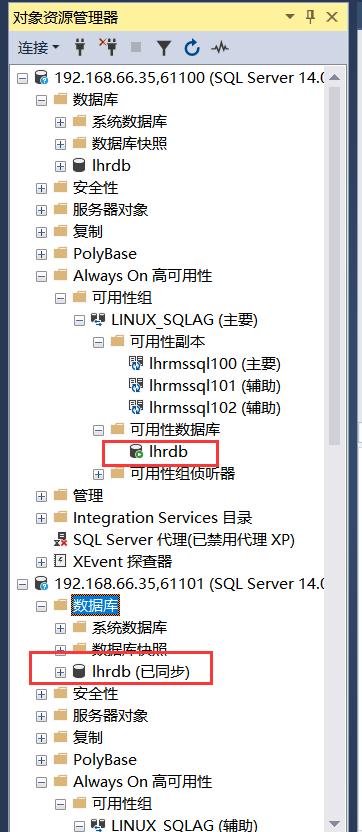 对象资源管理器
连接
192.168.66.35,61100 (SQL Server 14.0
数据库
系统数据库
数据库快照
lhrdb
安全性
服务器对象
复制
PolyBase
Always On 高可用性
可用性组
LINUX_SQLAG (主要)
可用性副本
lhrmssql100 (主要)
lhrmssql101 (辅助)
lhrmssql102 (辅助)
可用性数据库
lhrdb
可用性组侦听器
管理
Integration Services 目录
SQL Server 代理(已禁用代理 XP)
XEvent 探查器
192.168.66.35,61101 (SQL Server 14.0
数据库
系统数据库
数据库快照
lhrdb (已同步)
安全性
服务器对象
复制
PolyBase
Always On 高可用性
可用性组
LINUX_SQLAG (辅助)